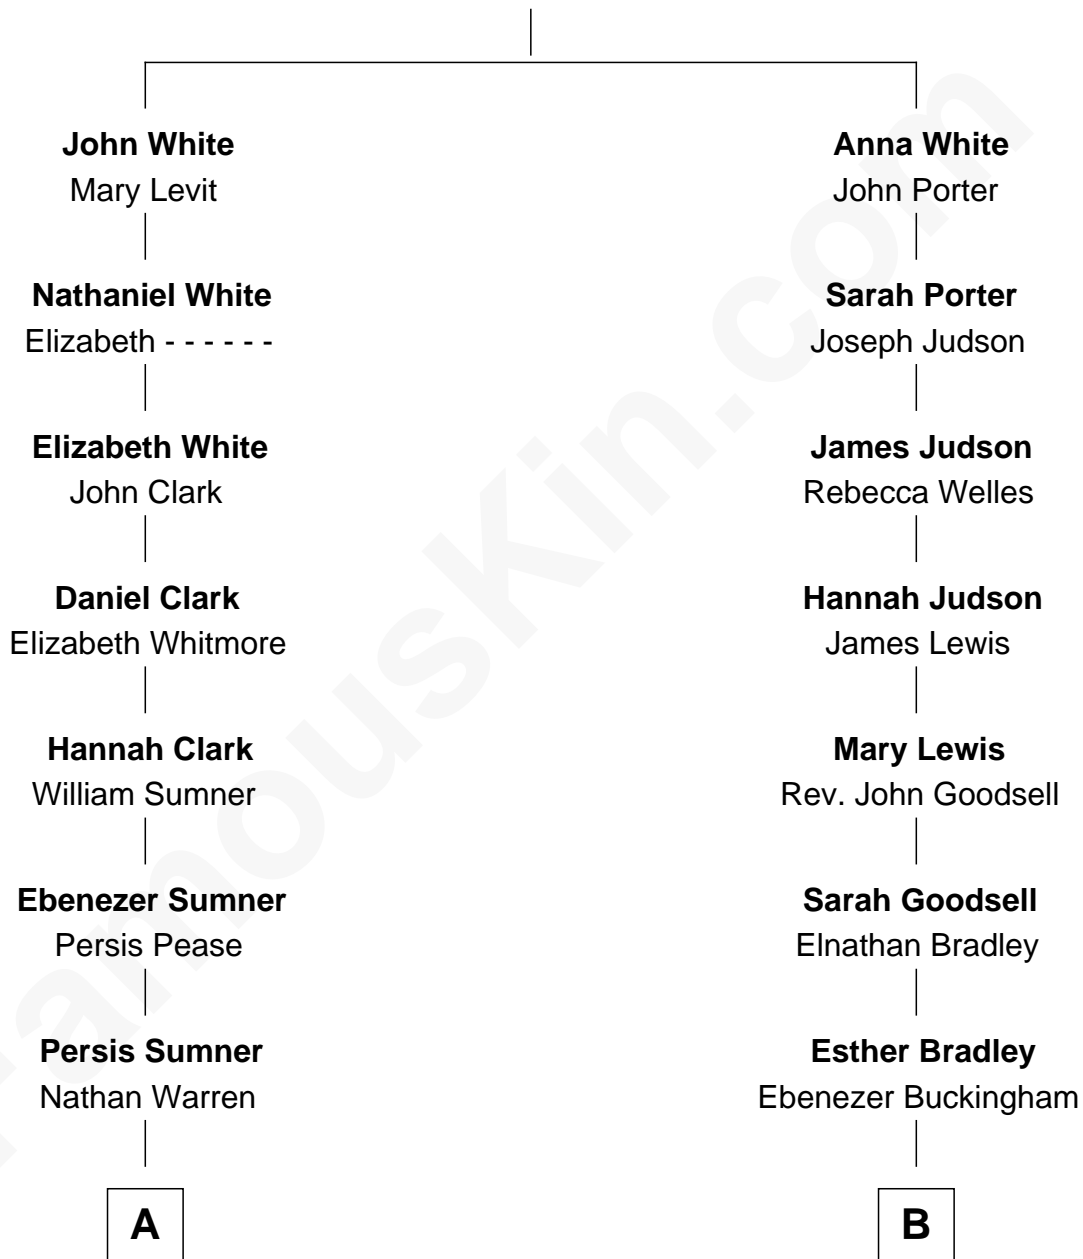 John White
Mary Levit
Nathaniel White
Elizabeth - - - - - -
Elizabeth White
John Clark
Daniel Clark
Elizabeth Whitmore
Hannah Clark
William Sumner
Ebenezer Sumner
Persis Pease
Persis Sumner
Nathan Warren
A
Anna White
John Porter
Sarah Porter
Joseph Judson
James Judson
Rebecca Welles
Hannah Judson
James Lewis
Mary Lewis
Rev. John Goodsell
Sarah Goodsell
Elnathan Bradley
Esther Bradley
Ebenezer Buckingham
B
FamousKin.com